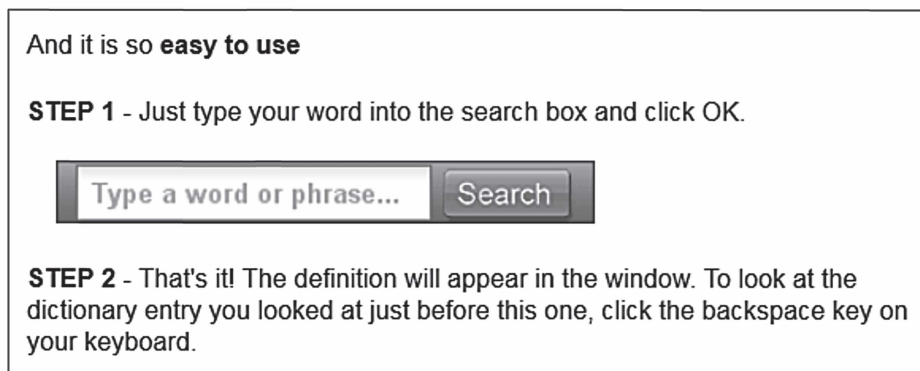 And it is so easy to use
STEP 1 - Just type your word into the search box and click OK.
Type a word or phrase... Search
STEP 2 - That's it! The definition will appear in the window. To look at the
dictionary entry you looked at just before this one, click the backspace key on
your keyboard.